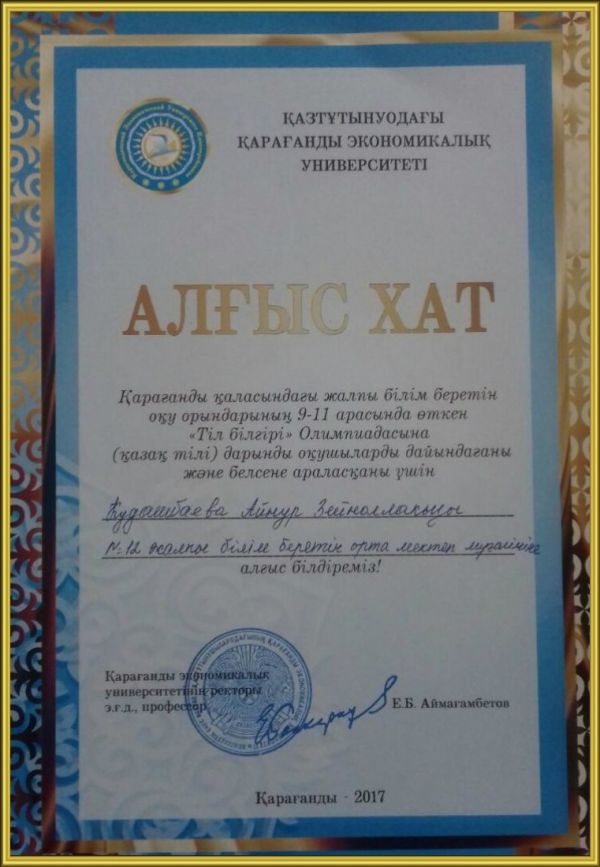 ҚАЗТҰТЫНУОДАҒЫ
ҚАРАҒАНДЫ ЭКОНОМИКАЛЫҚ
УНИВЕРСИТЕТІ
АЛҒЫС ХАТ
Қарағанды қаласындағы жалпы білім беретін
оқу орындарының 9-11 арасында өткен
«Тіл білгірі» Олимпиадасына
(қазақ тілі) дарынды оқушыларды дайындағаны
және белсене араласқаны үшін
Кудашбаева Айнур Зейноллақызы
№12 жалпы білім беретін орта мектеп мұғаліміне
алғыс білдіреміз!
Қарағанды экономикалық
университетінің ректоры
э.ғ.д., профессор
Е.Б. Аймағамбетов
Қарағанды - 2017